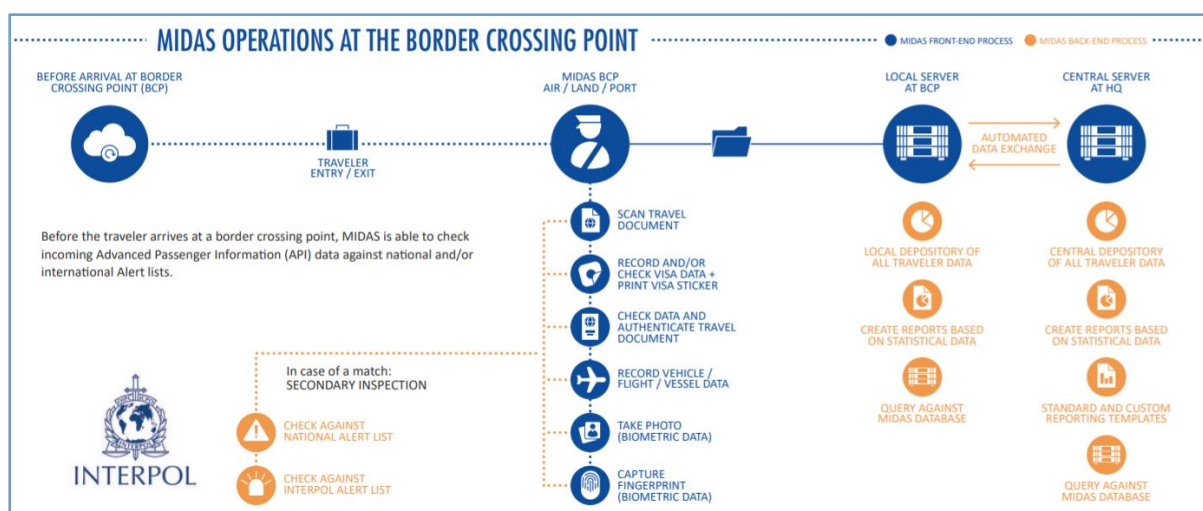 MIDAS OPERATIONS AT THE BORDER CROSSING POINT
MIDAS FRONT-END PROCESS
MIDAS BACK-END PROCESS
BEFORE ARRIVAL AT BORDER
CROSSING POINT (BCP)
MIDAS BCP
AIR / LAND / PORT
LOCAL SERVER
AT BCP
CENTRAL SERVER
AT HQ
TRAVELER
ENTRY / EXIT
AUTOMATED
DATA EXCHANGE
Before the traveler arrives at a border crossing point, MIDAS is able to check
incoming Advanced Passenger Information (API) data against national and/or
international Alert lists.
SCAN TRAVEL
DOCUMENT
RECORD AND/OR
CHECK VISA DATA +
PRINT VISA STICKER
CHECK DATA AND
AUTHENTICATE TRAVEL
DOCUMENT
RECORD VEHICLE /
FLIGHT / VESSEL DATA
TAKE PHOTO
(BIOMETRIC DATA)
CAPTURE
FINGERPRINT
(BIOMETRIC DATA)
In case of a match:
SECONDARY INSPECTION
CHECK AGAINST
NATIONAL ALERT LIST
CHECK AGAINST
INTERPOL ALERT LIST
INTERPOL
LOCAL DEPOSITORY OF
ALL TRAVELER DATA
CREATE REPORTS BASED
ON STATISTICAL DATA
QUERY AGAINST
MIDAS DATABASE
CENTRAL DEPOSITORY
OF ALL TRAVELER DATA
CREATE REPORTS BASED
ON STATISTICAL DATA
STANDARD AND CUSTOM
REPORTING TEMPLATES
QUERY AGAINST
MIDAS DATABASE